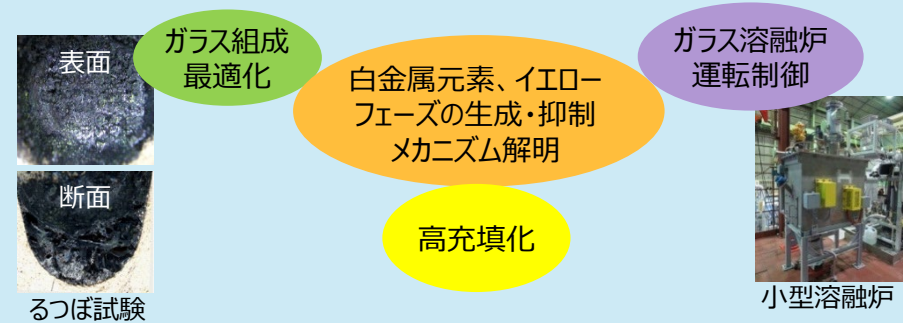 表面
断面
るつぼ試験
ガラス組成
最適化
白金属元素、イエロー
フェーズの生成・抑制
メカニズム解明
高充填化
ガラス溶融炉
運転制御
小型溶融炉